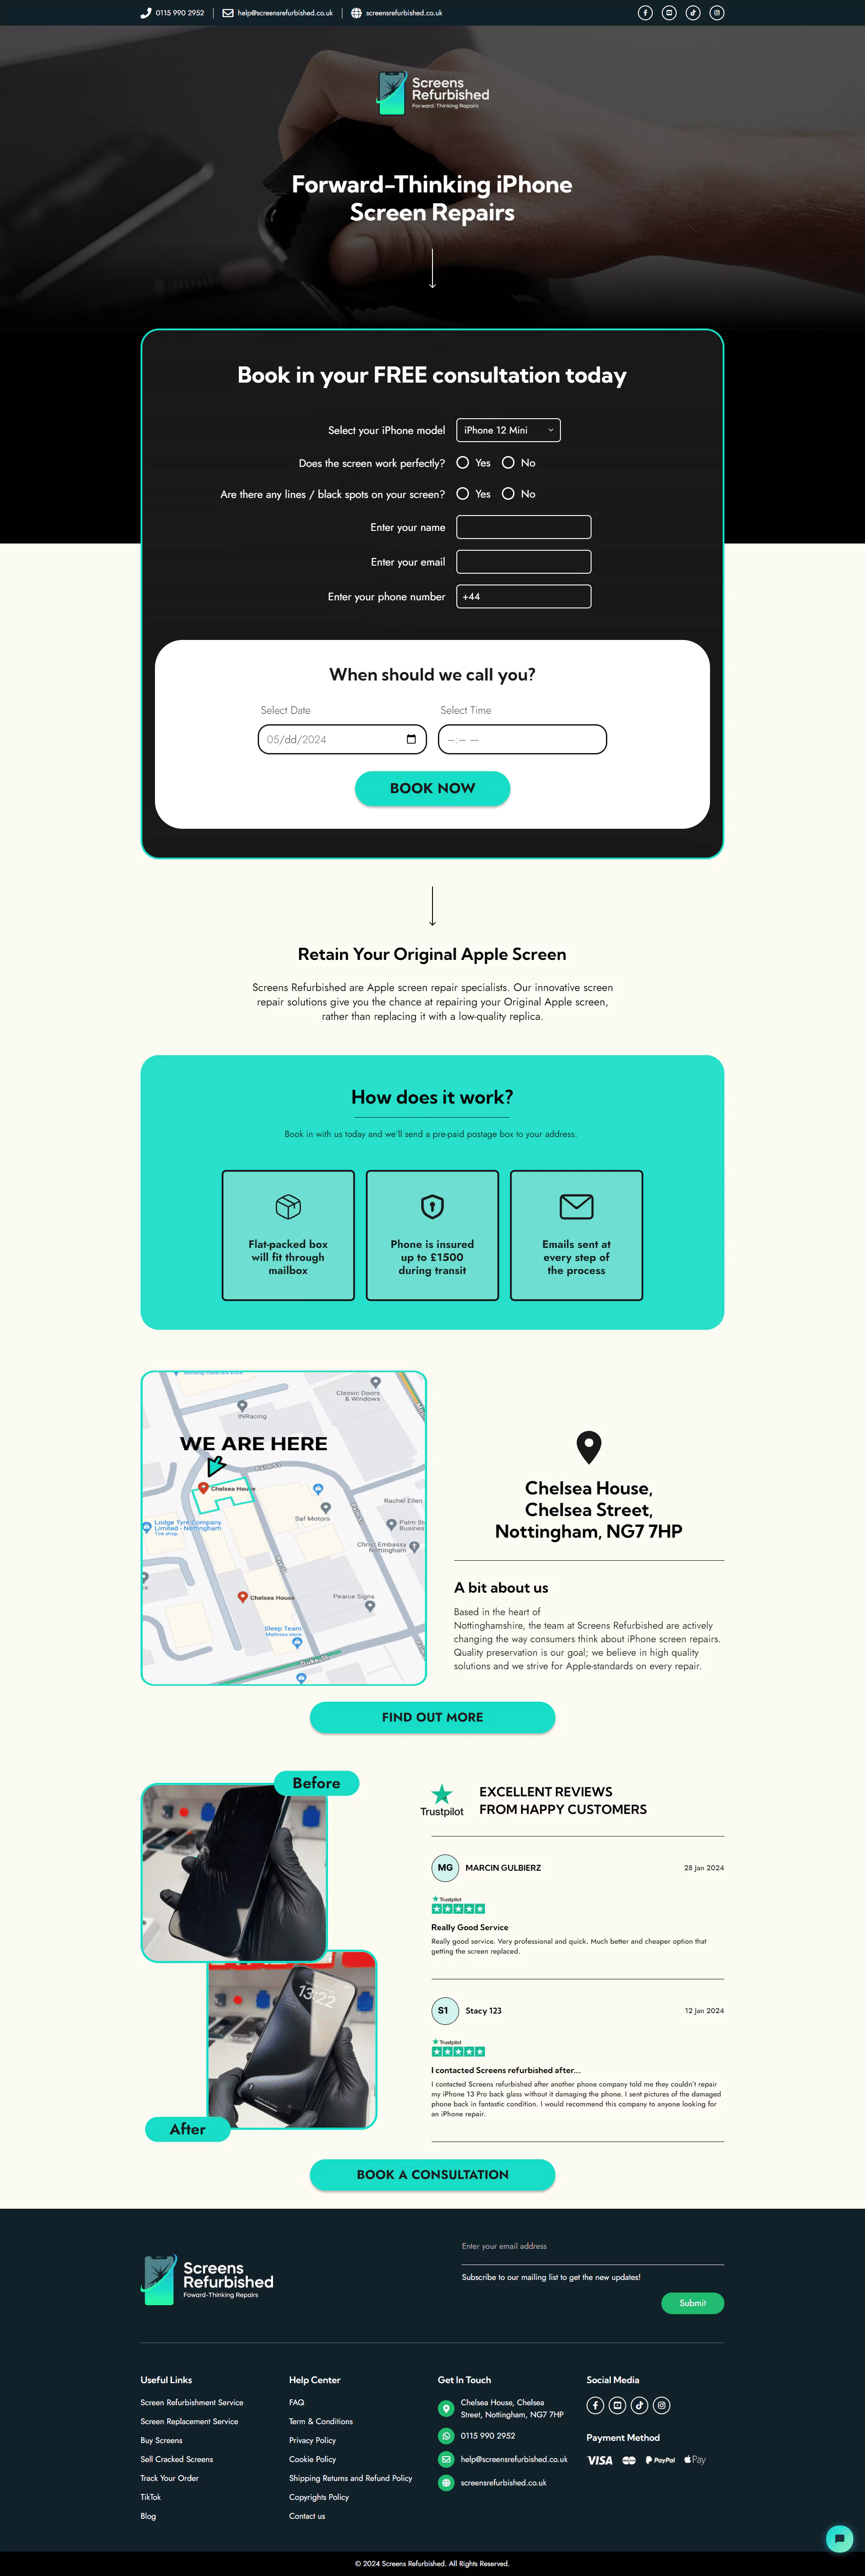 0115 990 2952
help@screensrefurbished.co.uk
screensrefurbished.co.uk
Screens
Refurbished
Forward-Thinking Repairs
Forward-Thinking iPhone
Screen Repairs
Book in your FREE consultation today
Select your iPhone model
iPhone 12 Mini
Does the screen work perfectly?
Yes
No
Are there any lines / black spots on your screen?
Yes
No
Enter your name
Enter your email
Enter your phone number
+44
When should we call you?
Select Date
Select Time
05/dd/2024
--:-- --
BOOK NOW
Retain Your Original Apple Screen
Screens Refurbished are Apple screen repair specialists. Our innovative screen
repair solutions give you the chance at repairing your Original Apple screen,
rather than replacing it with a low-quality replica.
How does it work?
Book in with us today and we'll send a pre-paid postage box to your address.
Flat-packed box
will fit through
mailbox
Phone is insured
up to £1500
during transit
Emails sent at
every step of
the process
Classic Doors
& Windows
INRacing
WE ARE HERE
Palm St
Chelsea House
Rachel Ellen
Lodge Tyre Company
Limited - Nottingham
Tire shop
Saf Motors
Palm St
Busines
Christ Embassy
Nottingham
Chelsea House
Pearce Signs
Sleep Team
Mattress store
Chelsea House,
Chelsea Street,
Nottingham, NG7 7HP
A bit about us
Based in the heart of
Nottinghamshire, the team at Screens Refurbished are actively
changing the way consumers think about iPhone screen repairs.
Quality preservation is our goal; we believe in high quality
solutions and we strive for Apple-standards on every repair.
FIND OUT MORE
Before
13:22
After
Trustpilot
EXCELLENT REVIEWS
FROM HAPPY CUSTOMERS
MG
MARCIN GULBIERZ
28 Jan 2024
Trustpilot
Really Good Service
Really good service. Very professional and quick. Much better and cheaper option that
getting the screen replaced.
S1
Stacy 123
12 Jan 2024
Trustpilot
I contacted Screens refurbished after....
I contacted Screens refurbished after another phone company told me they couldn't repair
my iPhone 13 Pro back glass without it damaging the phone. I sent pictures of the damaged
phone back in fantastic condition. I would recommend this company to anyone looking for
an iPhone repair.
BOOK A CONSULTATION
Screens
Refurbished
Foward-Thinking Repairs
Enter your email address
Subscribe to our mailing list to get the new updates!
Submit
Useful Links
Screen Refurbishment Service
Screen Replacement Service
Buy Screens
Sell Cracked Screens
Track Your Order
TikTok
Blog
Help Center
FAQ
Term & Conditions
Privacy Policy
Cookie Policy
Shipping Returns and Refund Policy
Copyrights Policy
Contact us
Get In Touch
Chelsea House, Chelsea
Street, Nottingham, NG7 7HP
0115 990 2952
help@screensrefurbished.co.uk
screensrefurbished.co.uk
Social Media
Payment Method
VISA
PayPal
Pay
© 2024 Screens Refurbished. All Rights Reserved.